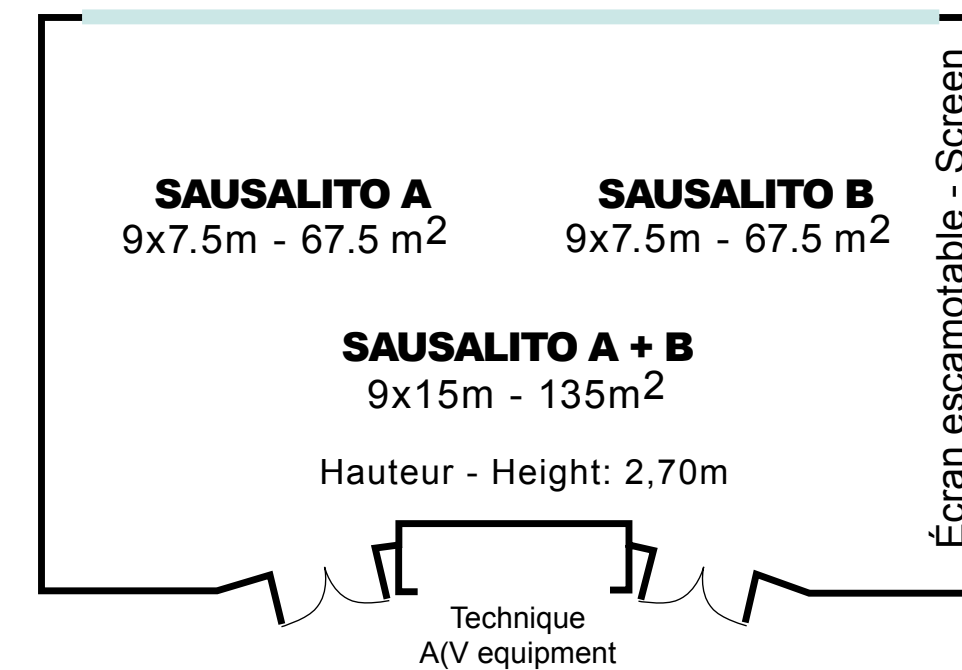 SAUSALITO A
9x7.5m - 67.5 m2
SAUSALITO B
9x7.5m - 67.5 m2
SAUSALITO A + B
9x15m - 135m2
Hauteur - Height: 2,70m
Écran escamotable - Screen
Technique
A(V equipment